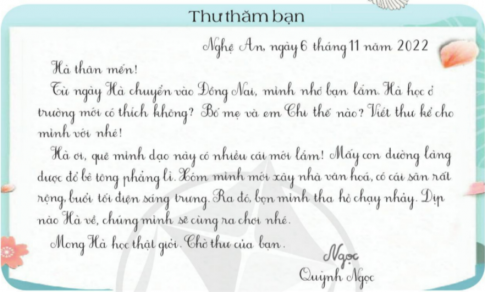 Thư thăm bạn
Nghệ An, ngày 6 tháng 11 năm 2022
Hà thân mến!
Từ ngày Hà chuyển vào Đồng Nai, mình nhớ bạn lắm. Hà học ở
trường mới có thích không? Bố mẹ và em Chi thế nào? Viết thư kể cho
mình với nhé!
Hà ơi, quê mình dạo này có nhiều cái mới lắm! Mấy con đường làng
được đổ bê tông phẳng lì. Xóm mình mới xây nhà văn hoá, có cái sân rất
rộng, buổi tối điện sáng trưng. Ra đó, bọn mình tha hồ chạy nhảy. Dịp
nào Hà về, chúng mình sẽ cùng ra chơi nhé.
Mong Hà học thật giỏi. Chờ thư của bạn.
Ngọc
Quỳnh Ngọc